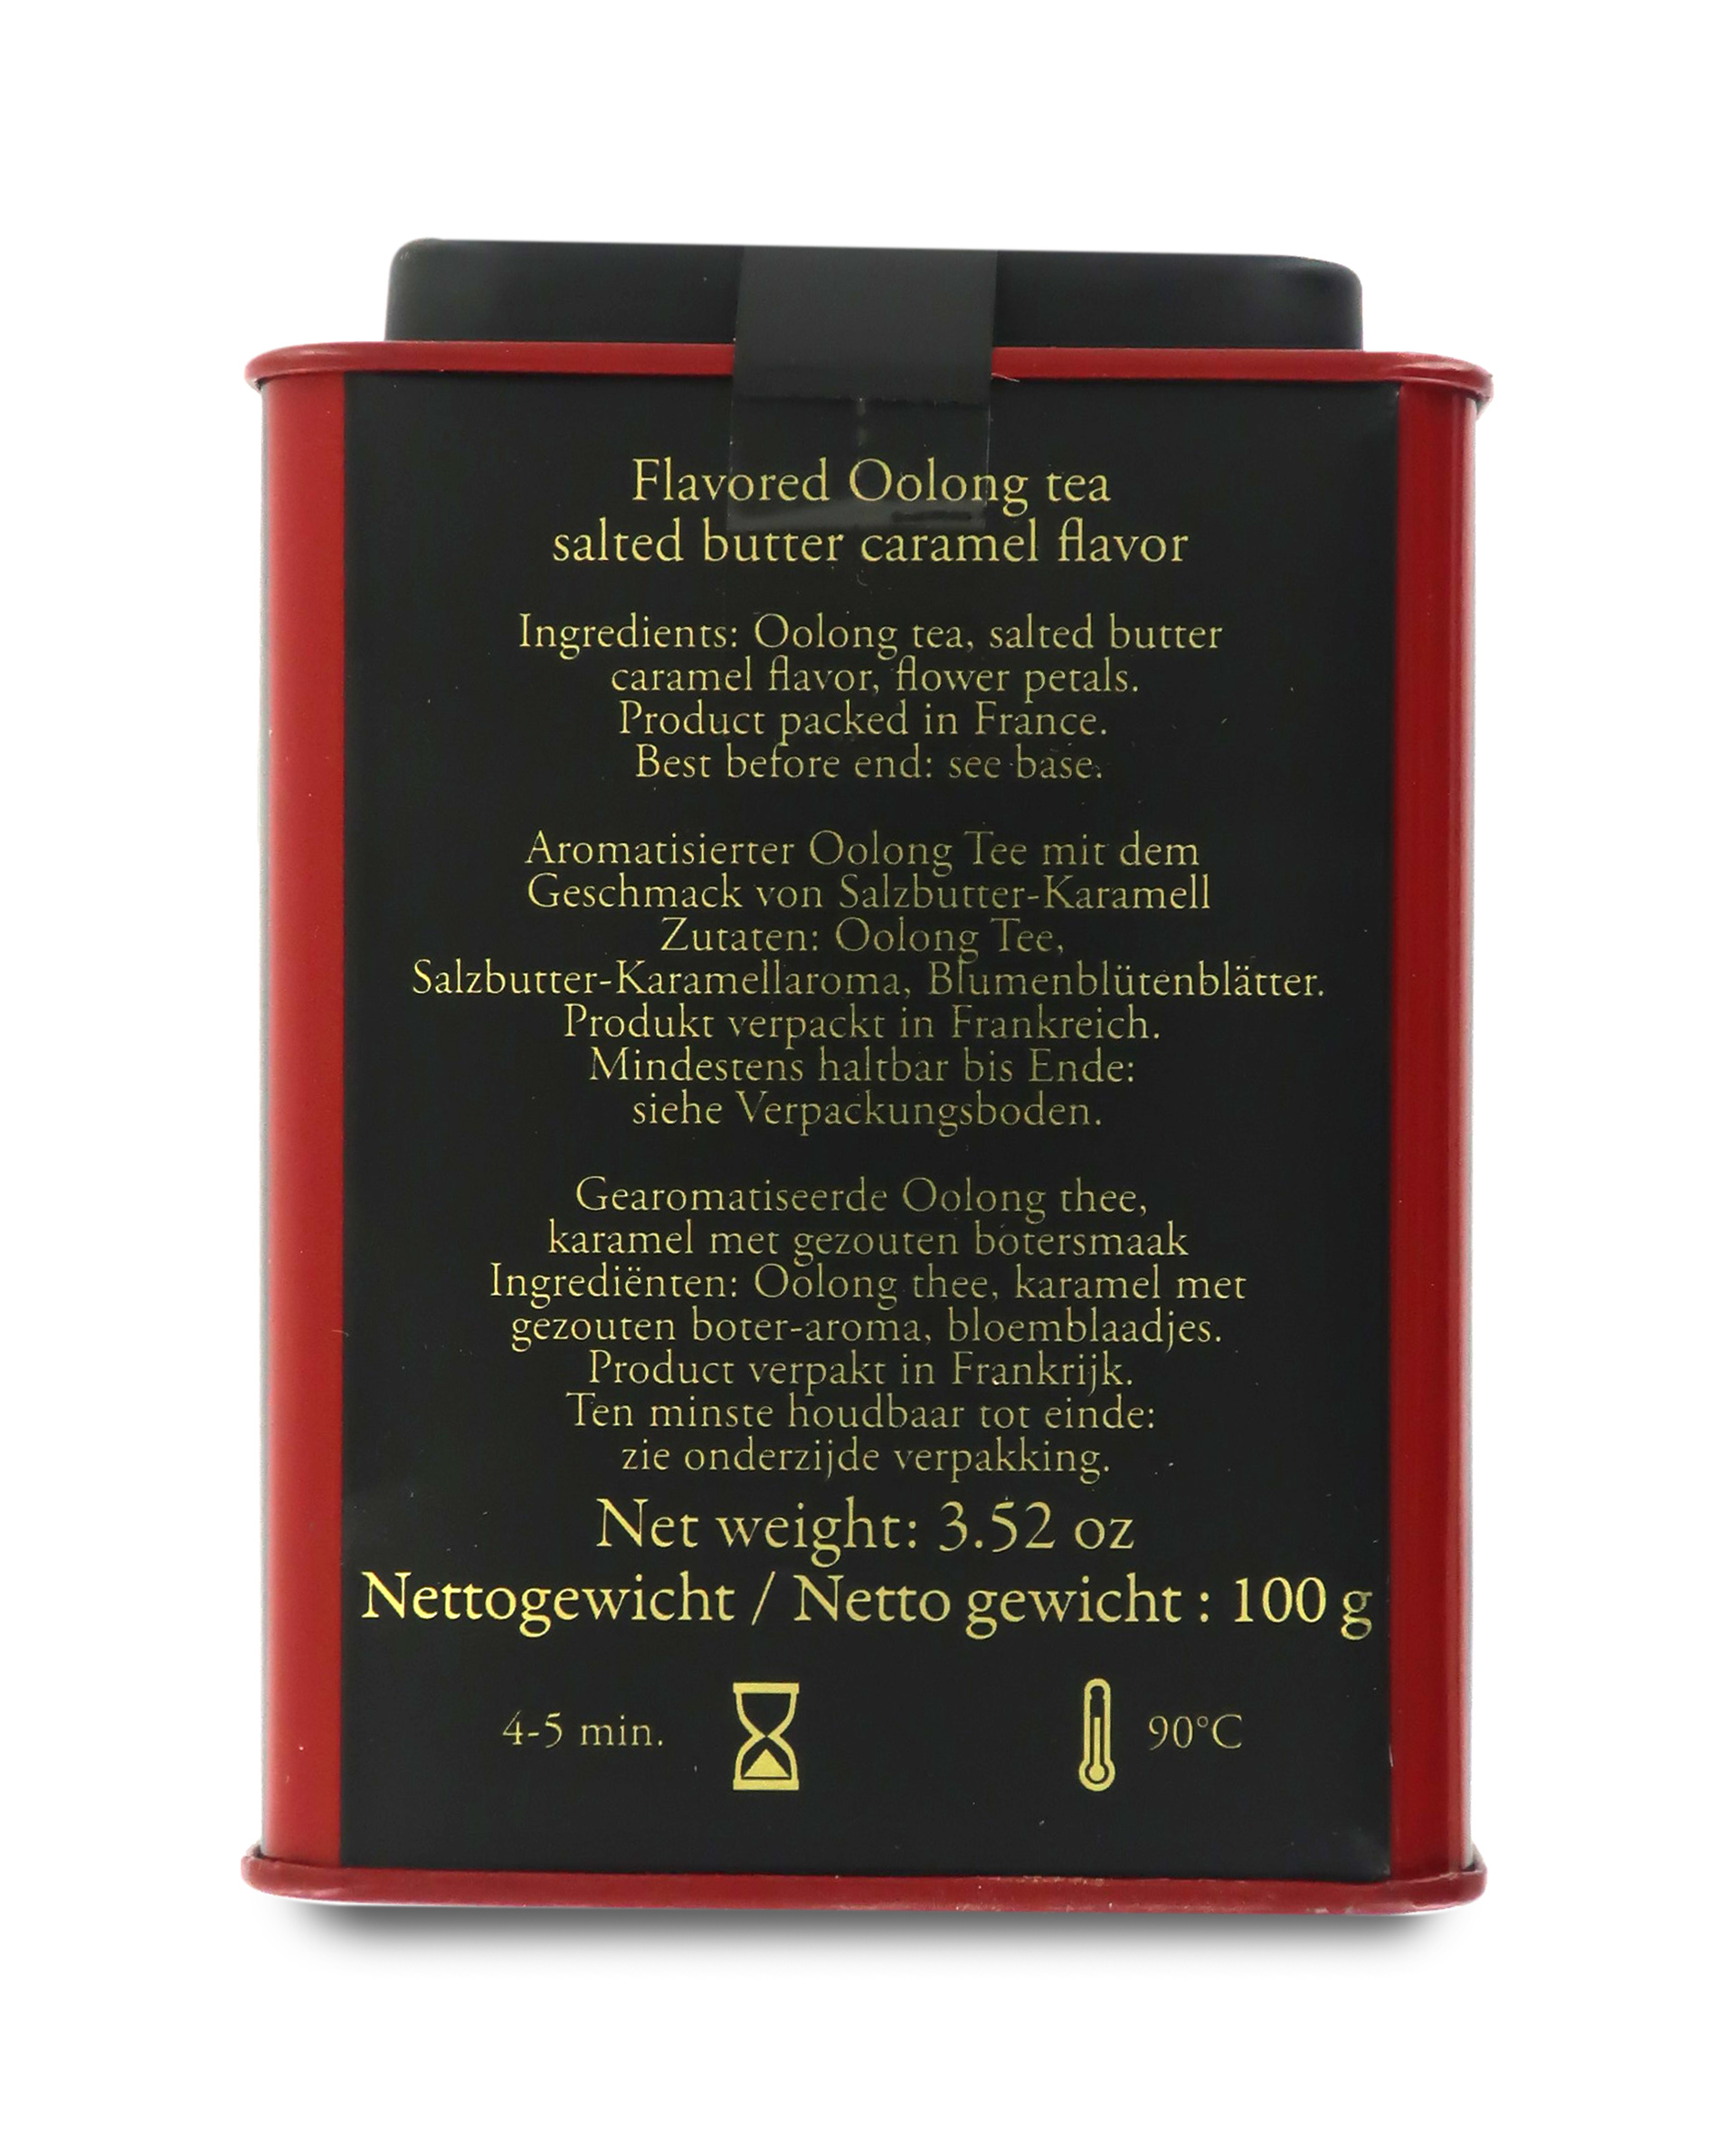 Flavored Oolong tea
salted butter caramel flavor
Ingredients: Oolong tea, salted butter
caramel flavor, flower petals.
Product packed in France.
Best before end: see base.
Aromatisierter Oolong Tee mit dem
Geschmack von Salzbutter-Karamell
Zutaten: Oolong Tee,
Salzbutter-Karamellaroma, Blumenblütenblätter.
Produkt verpackt in Frankreich.
Mindestens haltbar bis Ende:
siehe Verpackungsboden.
Gearomatiseerde Oolong thee,
karamel met gezouten botersmaak
Ingrediënten: Oolong thee, karamel met
gezouten boter-aroma, bloemblaadjes.
Product verpakt in Frankrijk.
Ten minste houdbaar tot einde:
zie onderzijde verpakking.
Net weight: 3.52 oz
Nettogewicht / Netto gewicht : 100 g
4-5 min. 90°C